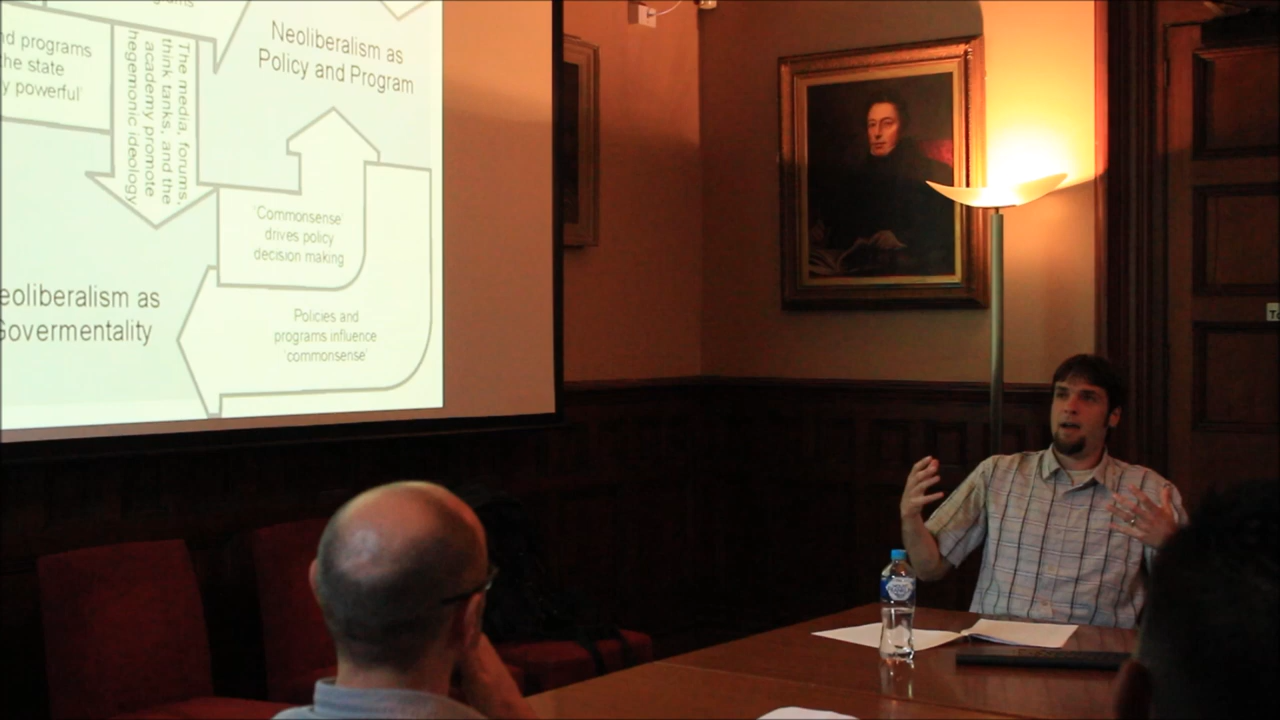 nd programs
the state
y powerful'
The media, forums,
think tanks, and the
academy promote
hegemonic ideology
Neoliberalism as
Policy and Program
'Commonsense'
drives policy
decision making
eoliberalism as
Govermentality
Policies and
programs influence
'commonsense'